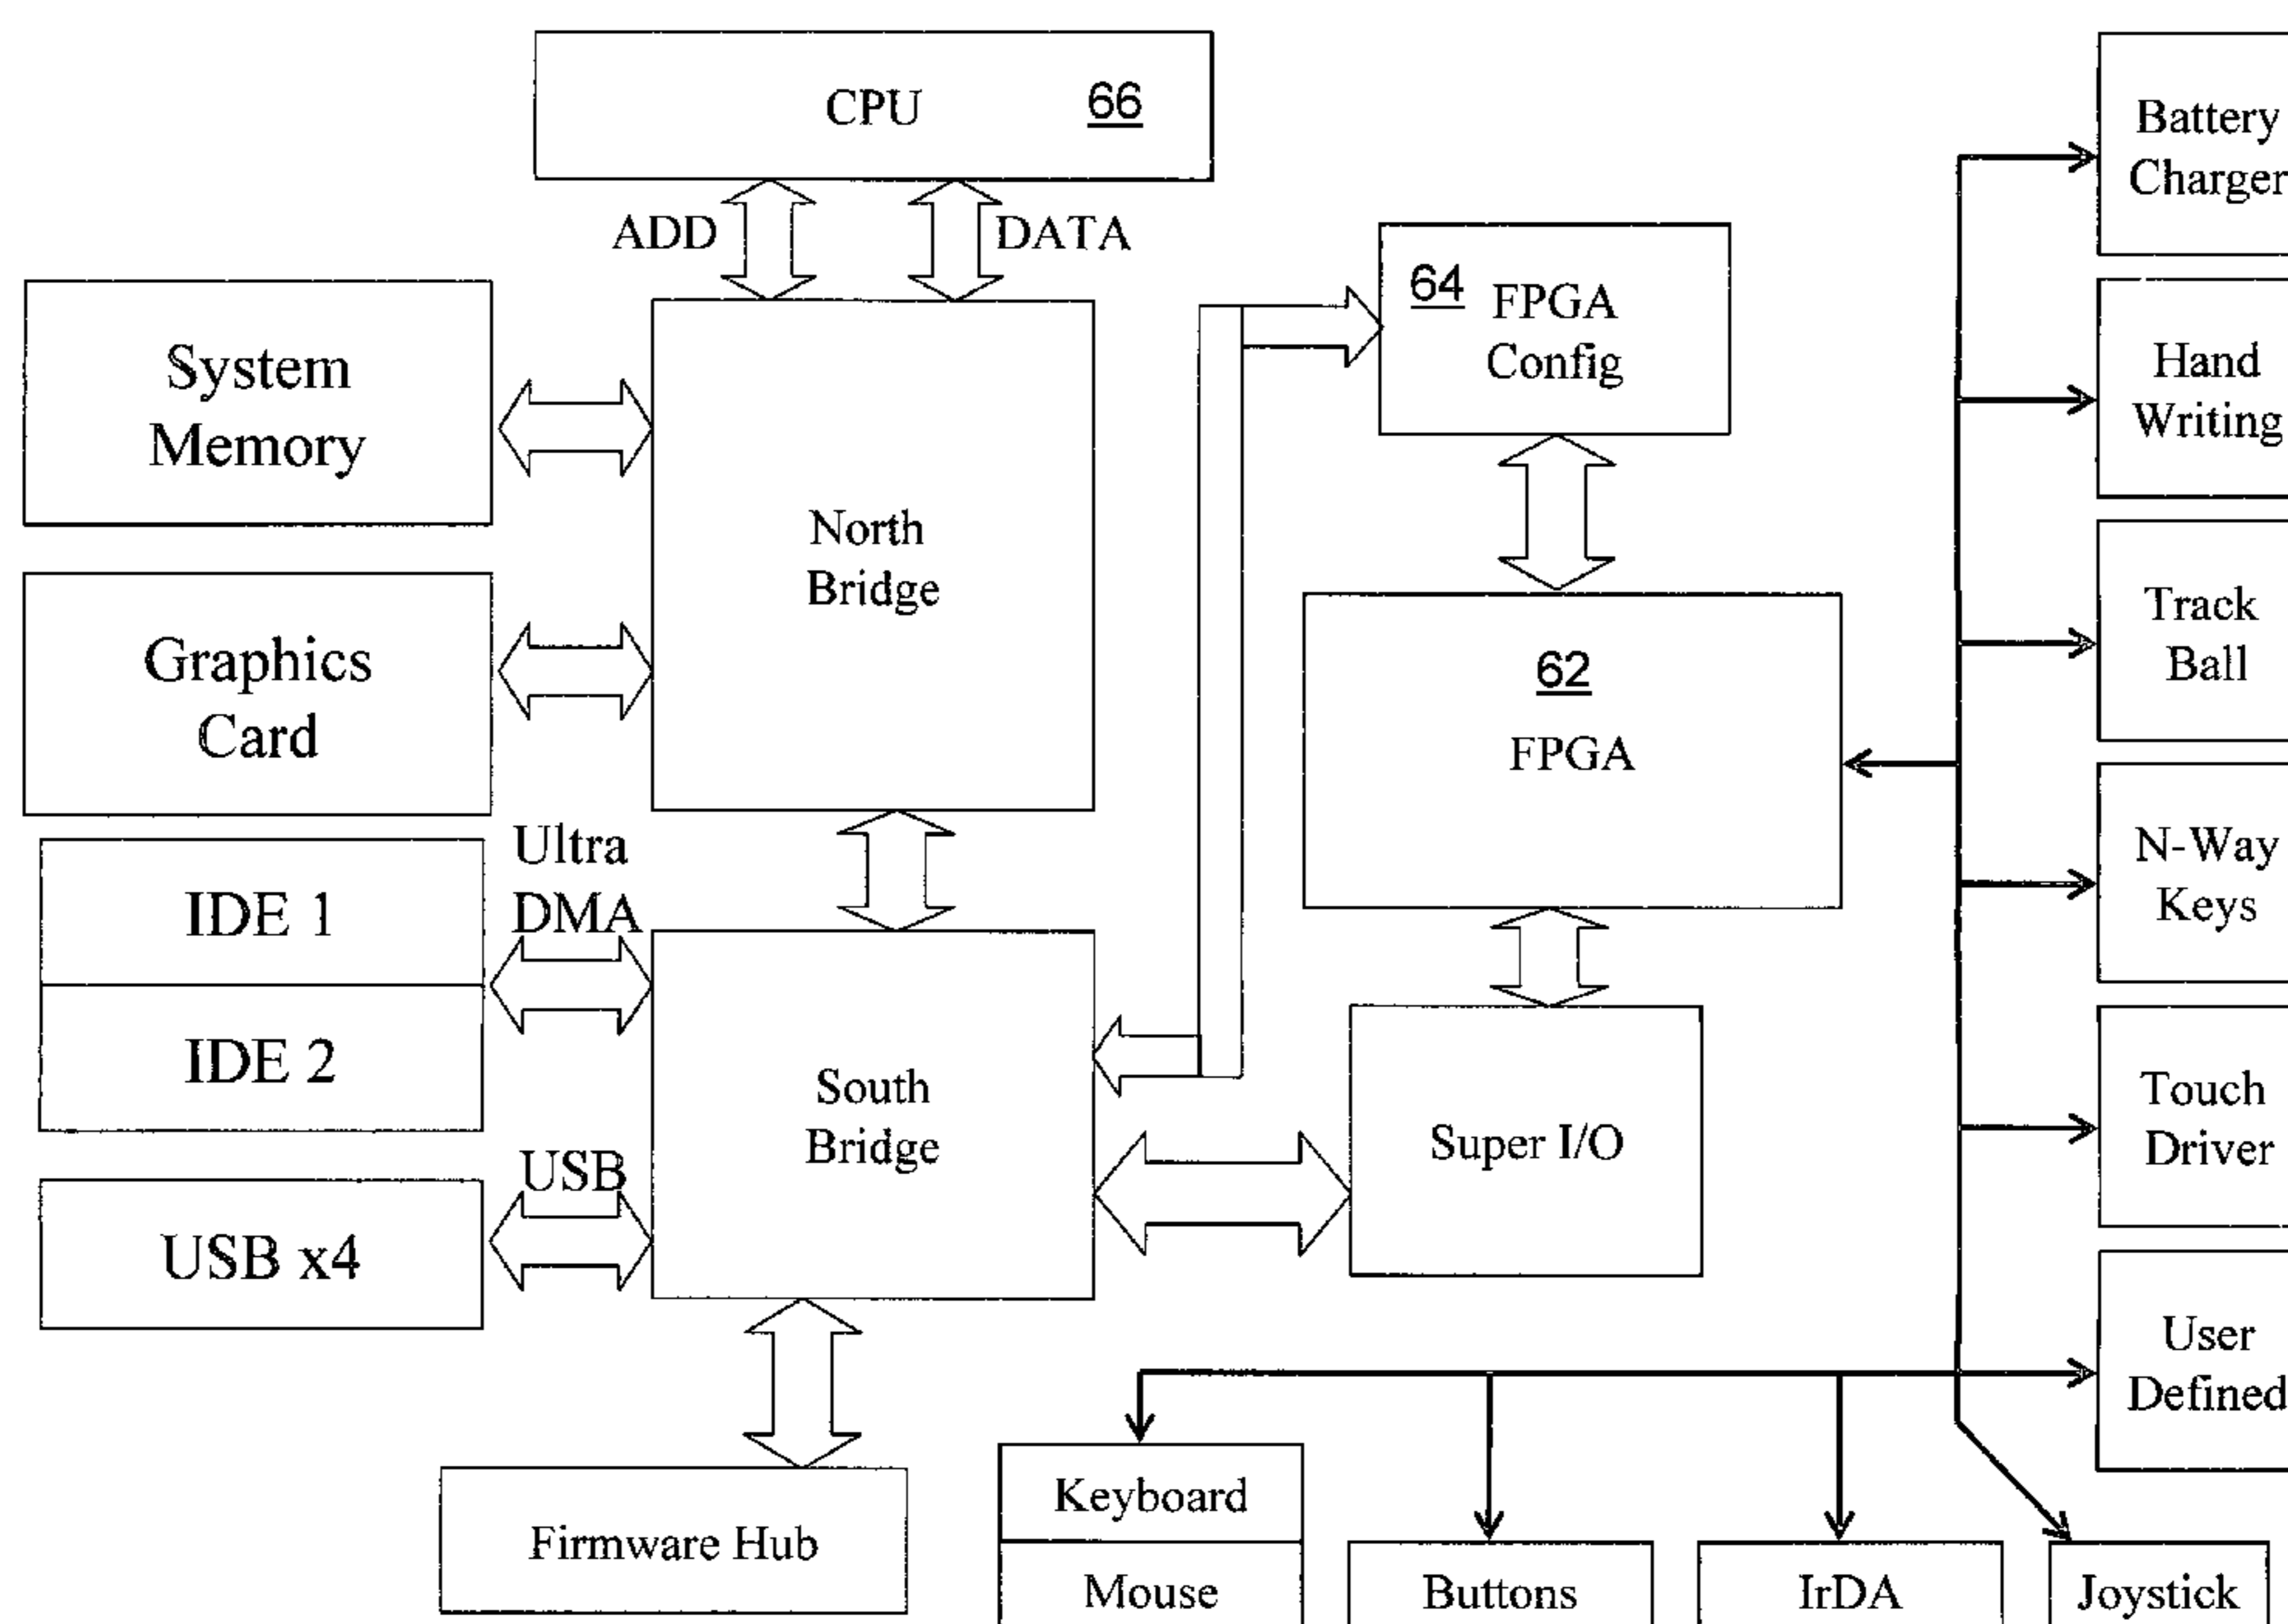 CPU 66
ADD
DATA
System
Memory
Graphics
Card
North
Bridge
64 FPGA
Config
62
FPGA
Ultra
DMA
IDE 1
IDE 2
USB
USB x4
South
Bridge
Super I/O
Firmware Hub
Battery
Charger
Hand
Writing
Track
Ball
N-Way
Keys
Touch
Driver
User
Defined
Keyboard
Mouse
Buttons
IrDA
Joystick